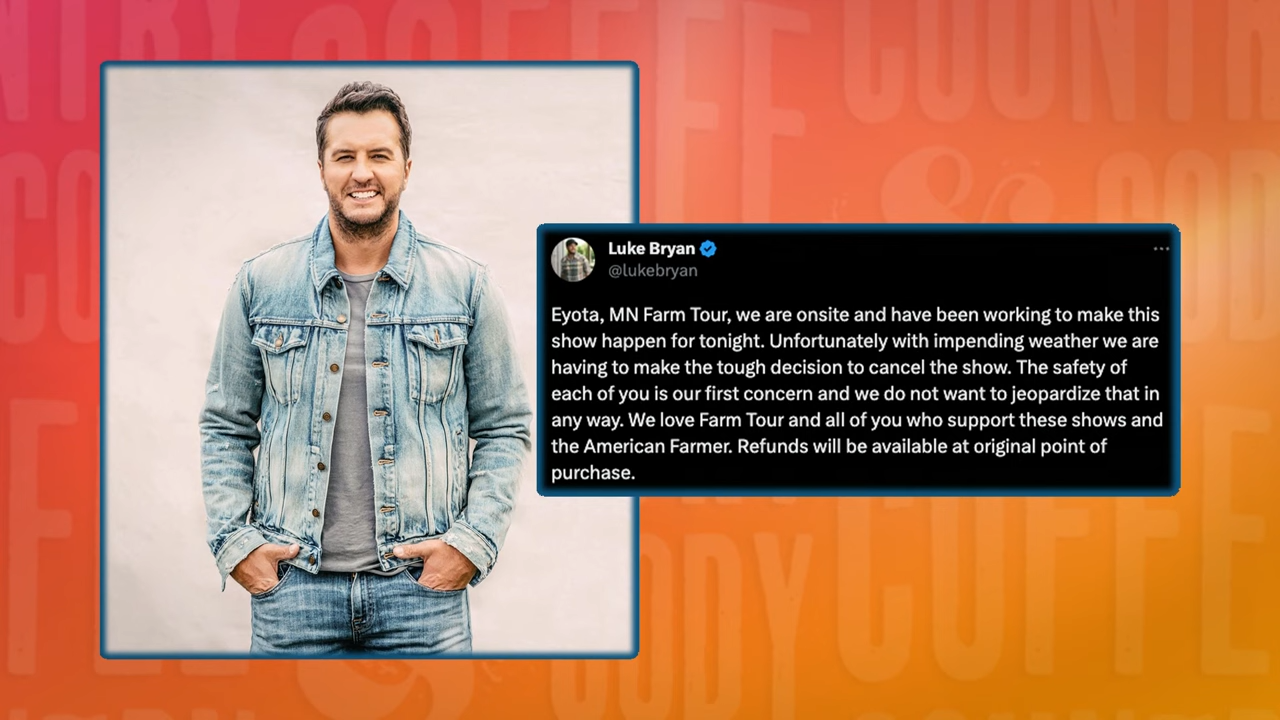 Luke Bryan
@lukebryan
Eyota, MN Farm Tour, we are onsite and have been working to make this
show happen for tonight. Unfortunately with impending weather we are
having to make the tough decision to cancel the show. The safety of
each of you is our first concern and we do not want to jeopardize that in
any way. We love Farm Tour and all of you who support these shows and
the American Farmer. Refunds will be available at original point of
purchase.
COUNTRY
COFFEE
& CODY